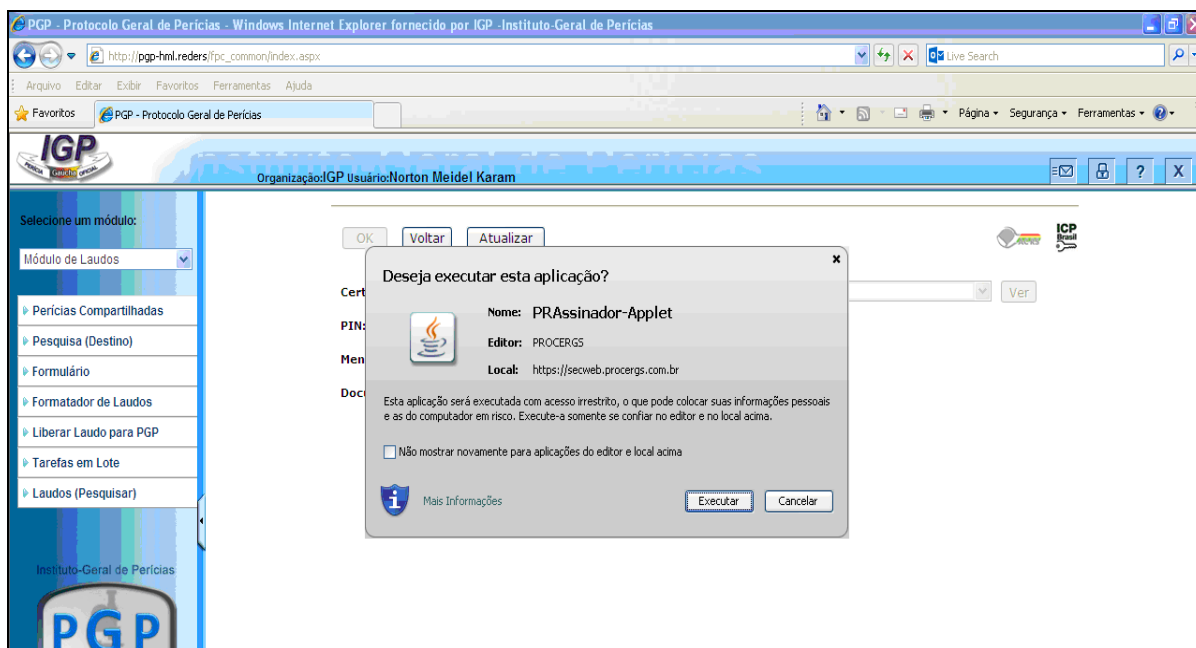 PGP - Protocolo Geral de Perícias - Windows Internet Explorer fornecido por IGP -Instituto-Geral de Perícias
http://pgp-hml.reders/fpc_common/index.aspx
Live Search
Arquivo Editar Exibir Favoritos Ferramentas Ajuda
Favoritos PGP - Protocolo Geral de Perícias Página Segurança Ferramentas
IGP
PERÍCIA Gaúcha OFICIAL
Organização:IGP Usuário:Norton Meidel Karam
? X
Selecione um módulo:
Módulo de Laudos
Perícias Compartilhadas
Pesquisa (Destino)
Formulário
Formatador de Laudos
Liberar Laudo para PGP
Tarefas em Lote
Laudos (Pesquisar)
Instituto-Geral de Perícias
PGP
OK Voltar Atualizar
ICP
Brasil
Cert
Ver
PIN:
Men
Doc
Deseja executar esta aplicação?
Nome: PRAssinador-Applet
Editor: PROCERGS
Local: https://secweb.procergs.com.br
Esta aplicação será executada com acesso irrestrito, o que pode colocar suas informações pessoais
e as do computador em risco. Execute-a somente se confiar no editor e no local acima.
Não mostrar novamente para aplicações do editor e local acima
Mais Informações
Executar Cancelar